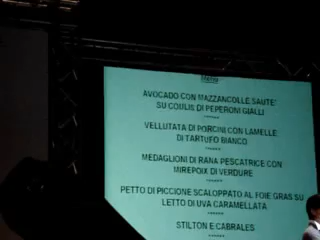 Menu
AVOCADO CON MAZZANCOLLE SAUTE'
SU COULIS DI PEPERONI GIALLI
VELLUTATA DI PORCINI CON LAMELLE
DI TARTUFO BIANCO
MEDAGLIONI DI RANA PESCATRICE CON
MIREPOIX DI VERDURE
PETTO DI PICCIONE SCALOPPATO AL FOIE GRAS SU
LETTO DI UVA CARAMELLATA
STILTON E CABRALES